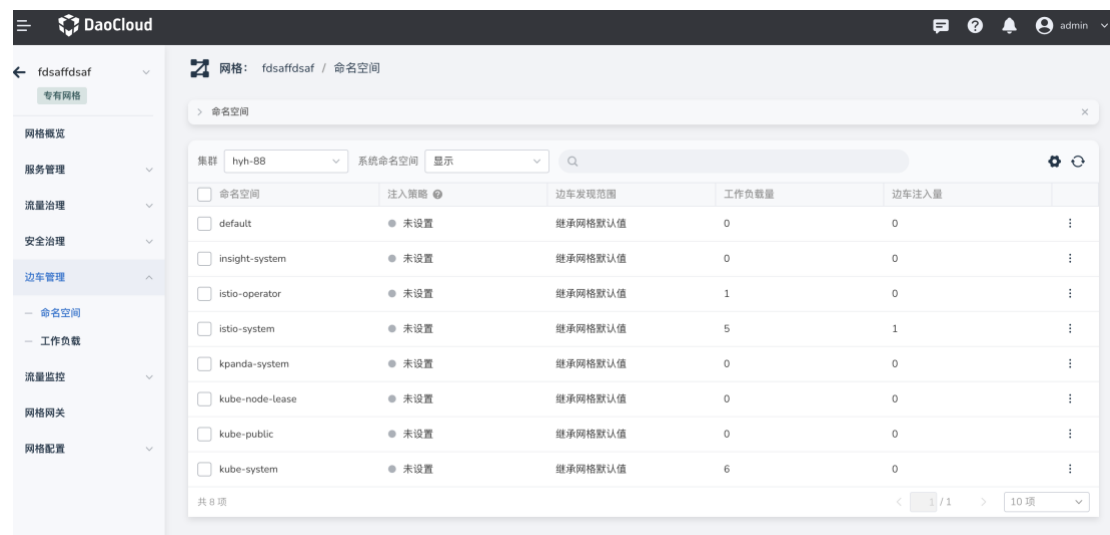 DaoCloud
admin
fdsaffdsaf
专有网格
网格概览
服务管理
流量治理
安全治理
边车管理
命名空间
工作负载
流量监控
网格网关
网格配置
网格： fdsaffdsaf / 命名空间
命名空间
集群 hyh-88 系统命名空间 显示
命名空间 注入策略 边车发现范围 工作负载量 边车注入量
default 未设置 继承网格默认值 0 0
insight-system 未设置 继承网格默认值 0 0
istio-operator 未设置 继承网格默认值 1 0
istio-system 未设置 继承网格默认值 5 1
kpanda-system 未设置 继承网格默认值 0 0
kube-node-lease 未设置 继承网格默认值 0 0
kube-public 未设置 继承网格默认值 0 0
kube-system 未设置 继承网格默认值 6 0
共 8 项 1 / 1 10 项